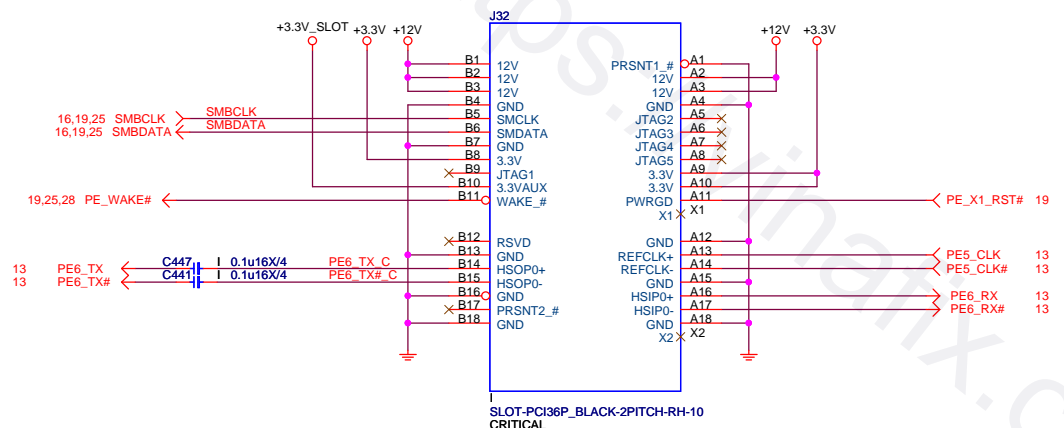 J32
+3.3V_SLOT +3.3V +12V +12V +3.3V
B1 12V PRSNT1_# A1
B2 12V 12V A2
B3 12V 12V A3
B4 GND GND A4
16,19,25 SMBCLK SMBCLK B5 SMCLK JTAG2 A5
16,19,25 SMBDATA SMBDATA B6 SMDATA JTAG3 A6
B7 GND JTAG4 A7
B8 3.3V JTAG5 A8
B9 JTAG1 3.3V A9
B10 3.3VAUX 3.3V A10
19,25,28 PE_WAKE# B11 WAKE_# PWRGD A11 PE_X1_RST# 19
X1 X1
B12 RSVD GND A12
B13 GND REFCLK+ A13 PE5_CLK 13
13 PE6_TX C447 I 0.1u16X/4 PE6_TX_C B14 HSOP0+ REFCLK- A14 PE5_CLK# 13
13 PE6_TX# C441 I 0.1u16X/4 PE6_TX#_C B15 HSOP0- GND A15
B16 GND HSIP0+ A16 PE6_RX 13
B17 PRSNT2_# HSIP0- A17 PE6_RX# 13
B18 GND GND A18
X2 X2
I
SLOT-PCI36P_BLACK-2PITCH-RH-10
CRITICAL